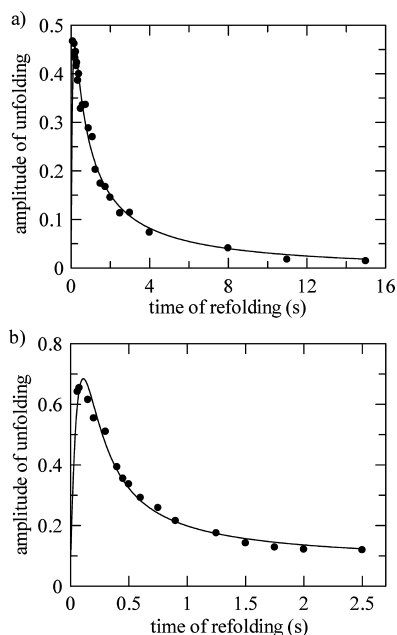 a)
0.5
0.4
0.3
0.2
0.1
0
amplitude of unfolding
0 4 8 12 16
time of refolding (s)
b)
0.8
0.6
0.4
0.2
0
amplitude of unfolding
0 0.5 1 1.5 2 2.5
time of refolding (s)